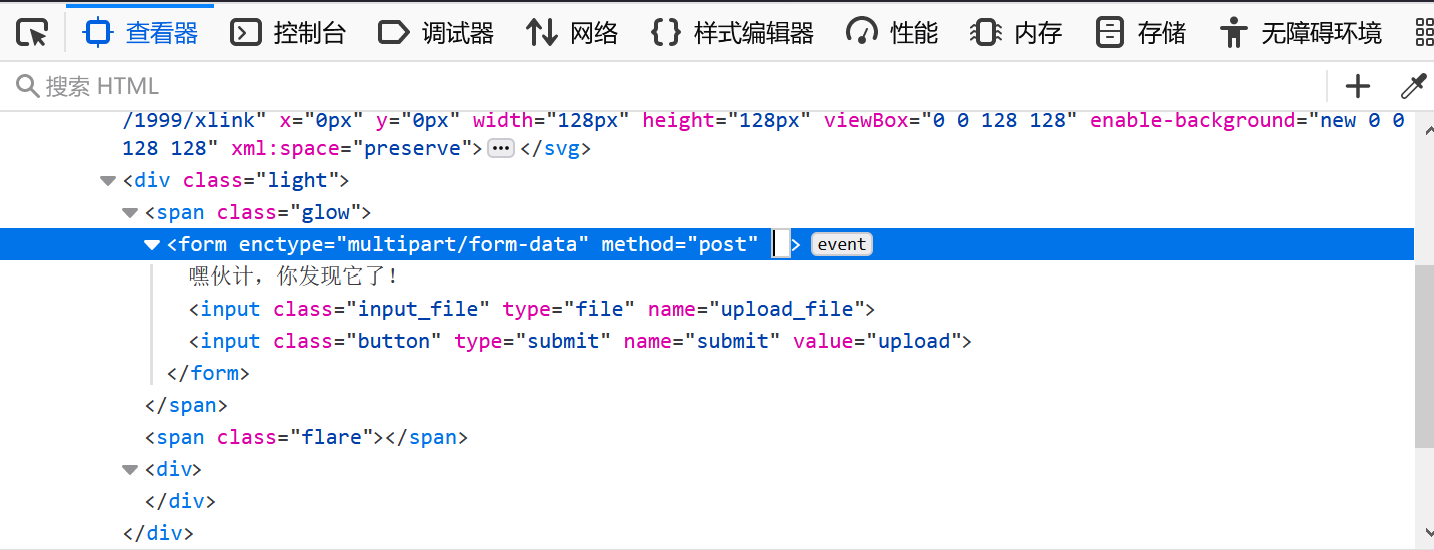 查看器 控制台 调试器 网络 {} 样式编辑器 性能 内存 存储 无障碍环境
搜索 HTML
/1999/xlink" x="0px" y="0px" width="128px" height="128px" viewBox="0 0 128 128" enable-background="new 0 0
128 128" xml:space="preserve">…</svg>
<div class="light">
<span class="glow">
<form enctype="multipart/form-data" method="post" > event
嘿伙计，你发现它了！
<input class="input_file" type="file" name="upload_file">
<input class="button" type="submit" name="submit" value="upload">
</form>
</span>
<span class="flare"></span>
<div>
</div>
</div>